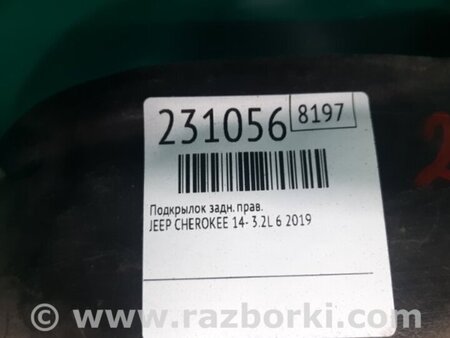 231056 8197
Подкрылок задн. прав.
JEEP CHEROKEE 14- 3.2L 6 2019
© www.razborki.com